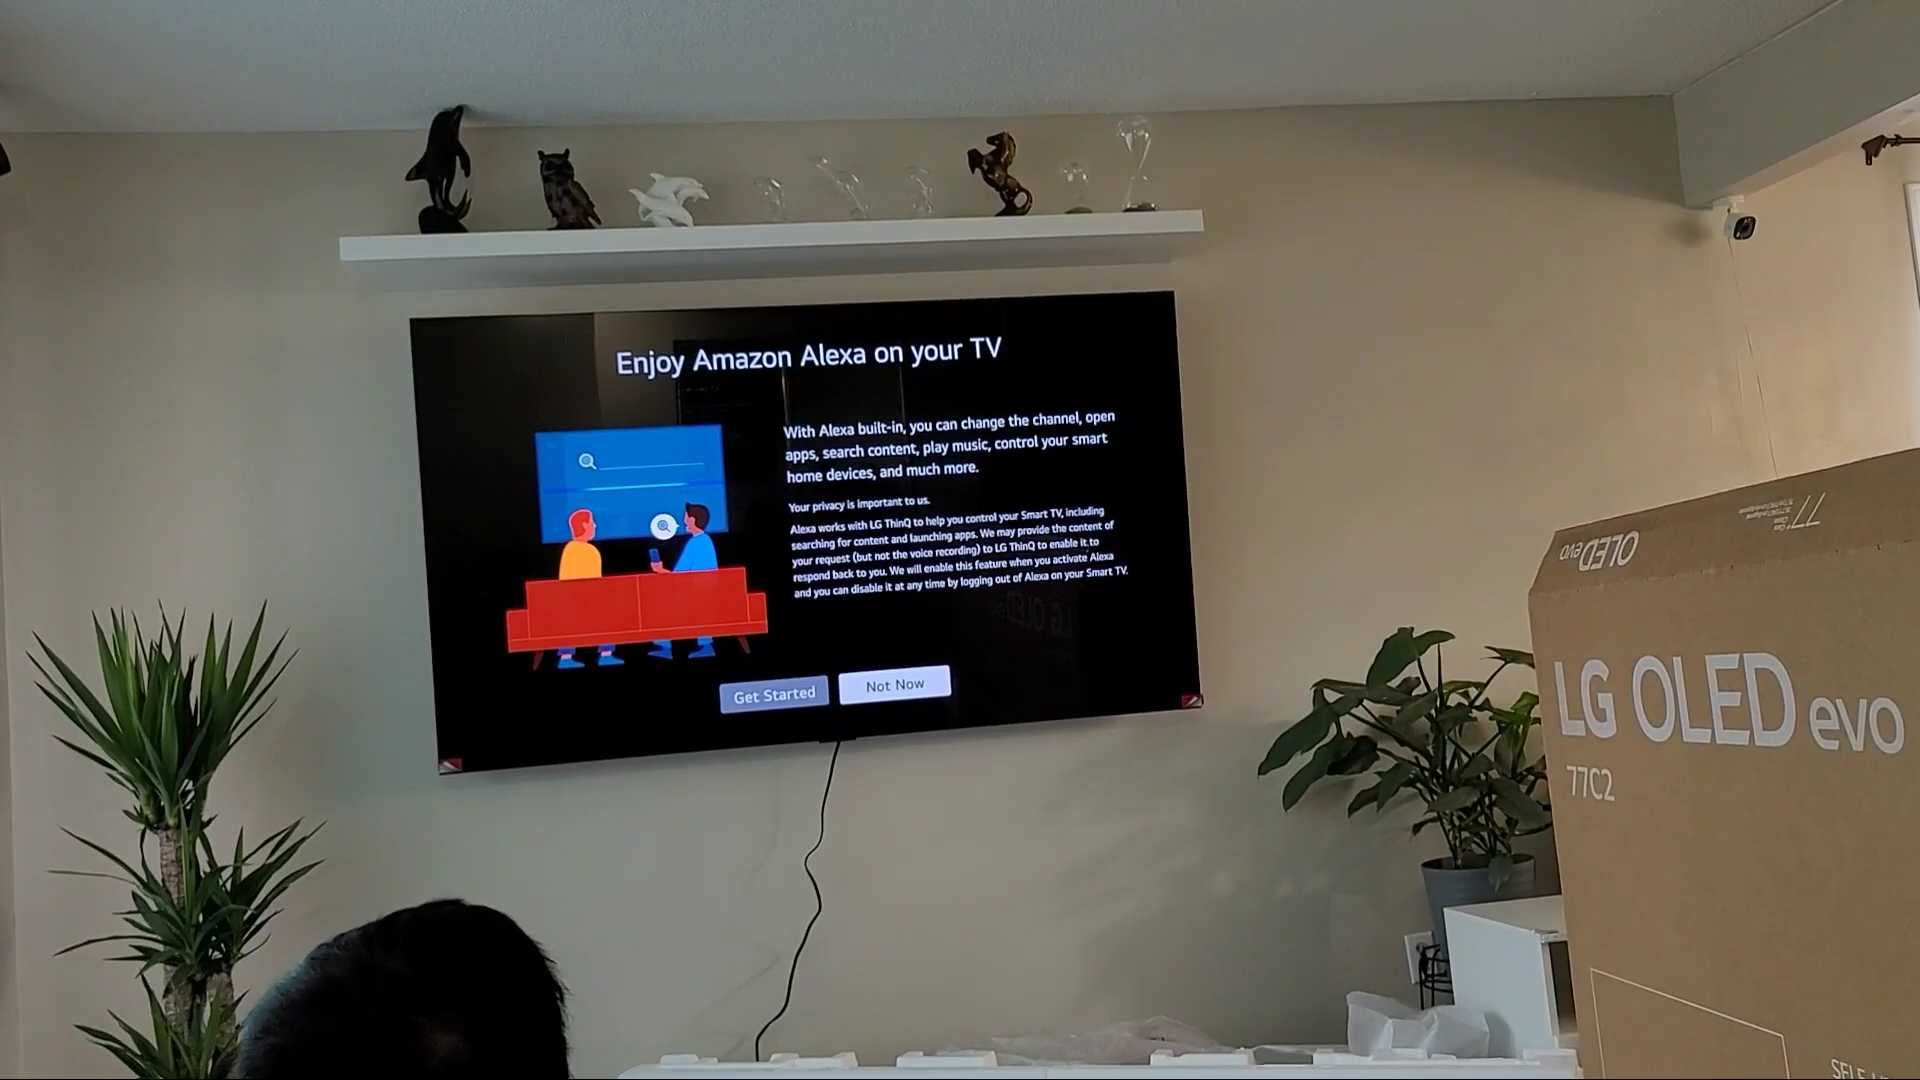 Enjoy Amazon Alexa on your TV
With Alexa built-in, you can change the channel, open
apps, search content, play music, control your smart
home devices, and much more.
Your privacy is important to us.
Alexa works with LG ThinQ to help you control your Smart TV, including
searching for content and launching apps. We may provide the content of
your request (but not the voice recording) to LG ThinQ to enable it to
respond back to you. We will enable this feature when you activate Alexa
and you can disable it at any time by logging out of Alexa on your Smart TV.
Get Started
Not Now
77
OLED evo
LG OLED evo
77C2